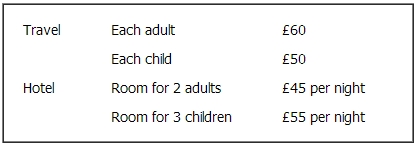 Travel Each adult £60
Each child £50
Hotel Room for 2 adults £45 per night
Room for 3 children £55 per night